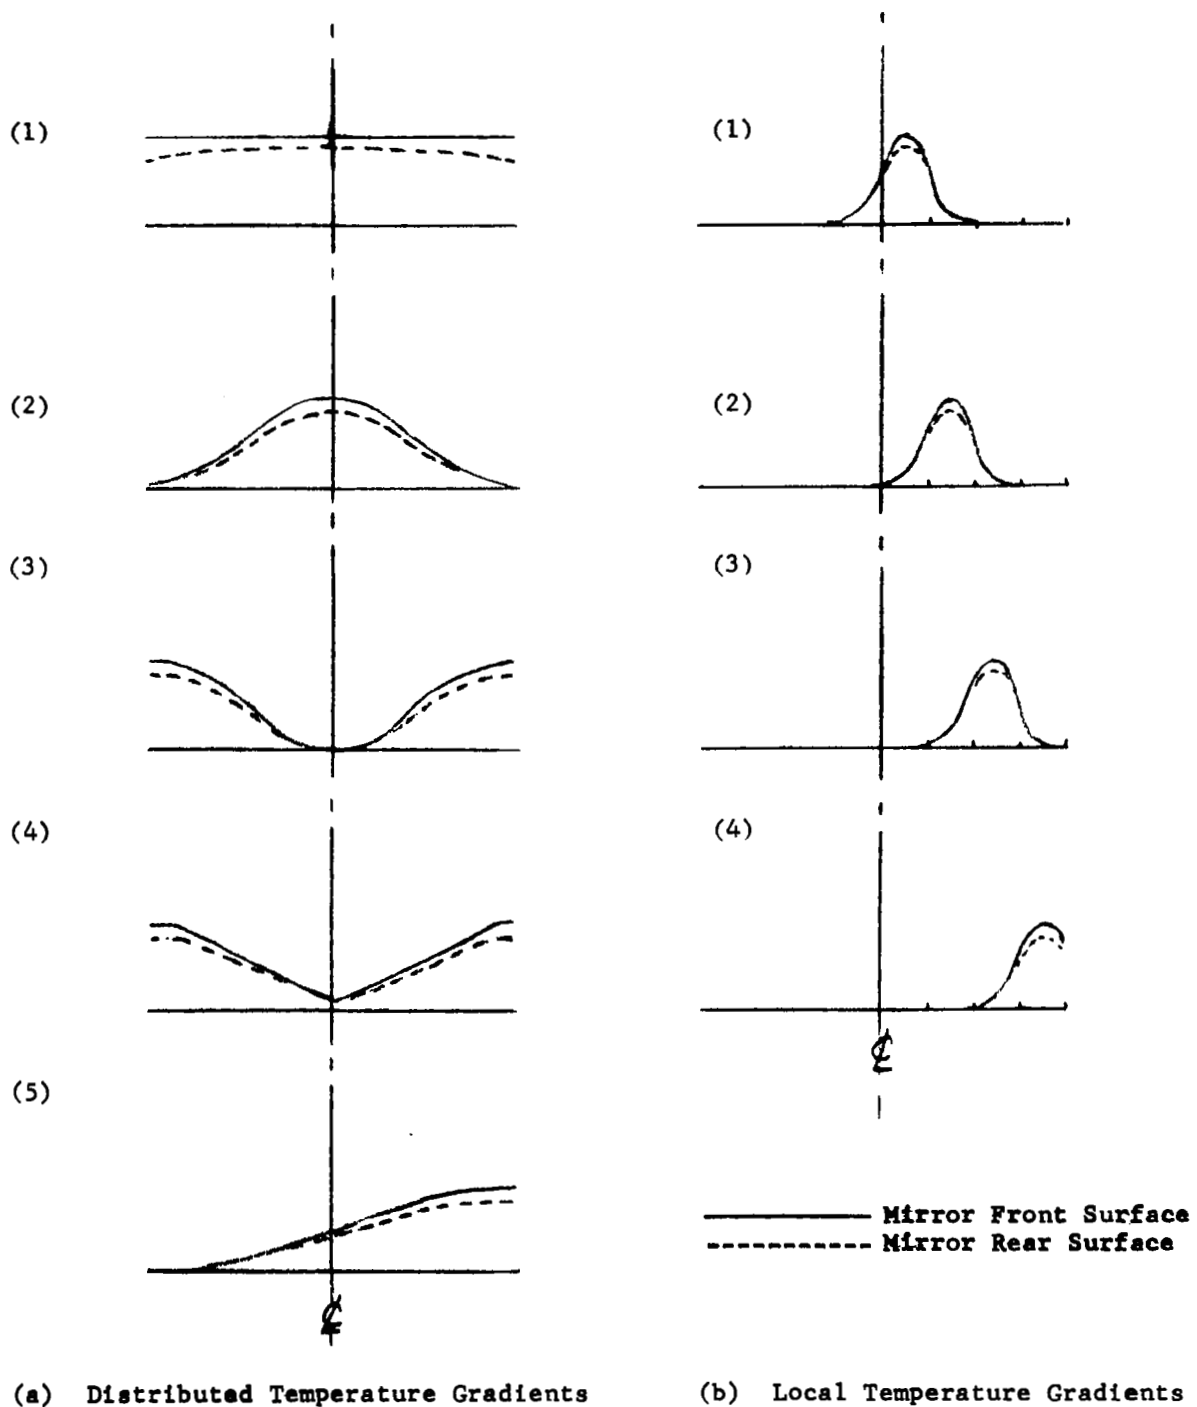 (1)
(2)
(3)
(4)
(5)
℄
(a) Distributed Temperature Gradients
(1)
(2)
(3)
(4)
℄
Mirror Front Surface
Mirror Rear Surface
(b) Local Temperature Gradients